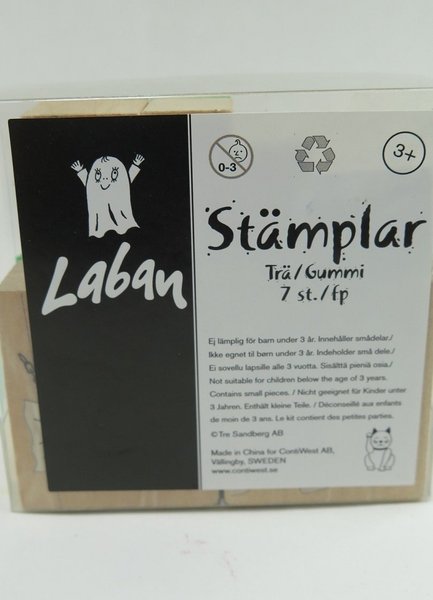 Laban
0-3
3+
Stämplar
Trä/Gummi
7 st./fp
Ej lämplig för barn under 3 år. Innehåller smådelar./
Ikke egnet til børn under 3 år. Indeholder små dele./
Ei sovellu lapsille alle 3 vuotta. Sisältää pieniä osia./
Not suitable for children below the age of 3 years.
Contains small pieces. / Nicht geeignet für Kinder unter
3 Jahren. Enthält kleine Teile. / Déconseillé aux enfants
de moin de 3 ans. Le kit contient des petites parties.
©Tre Sandberg AB
Made in China for ContiWest AB,
Vällingby, SWEDEN
www.contiwest.se